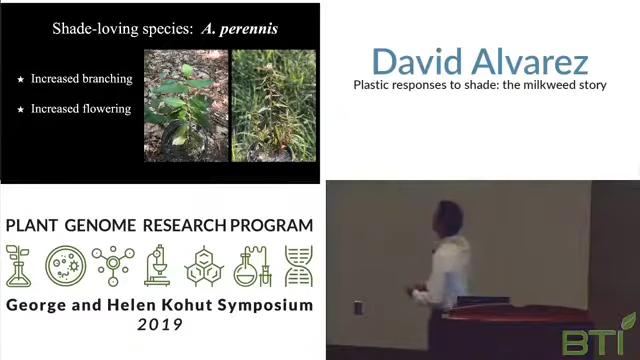 Shade-loving species: A. perennis
★ Increased branching
★ Increased flowering
David Alvarez
Plastic responses to shade: the milkweed story
PLANT GENOME RESEARCH PROGRAM
George and Helen Kohut Symposium
2019
BTI